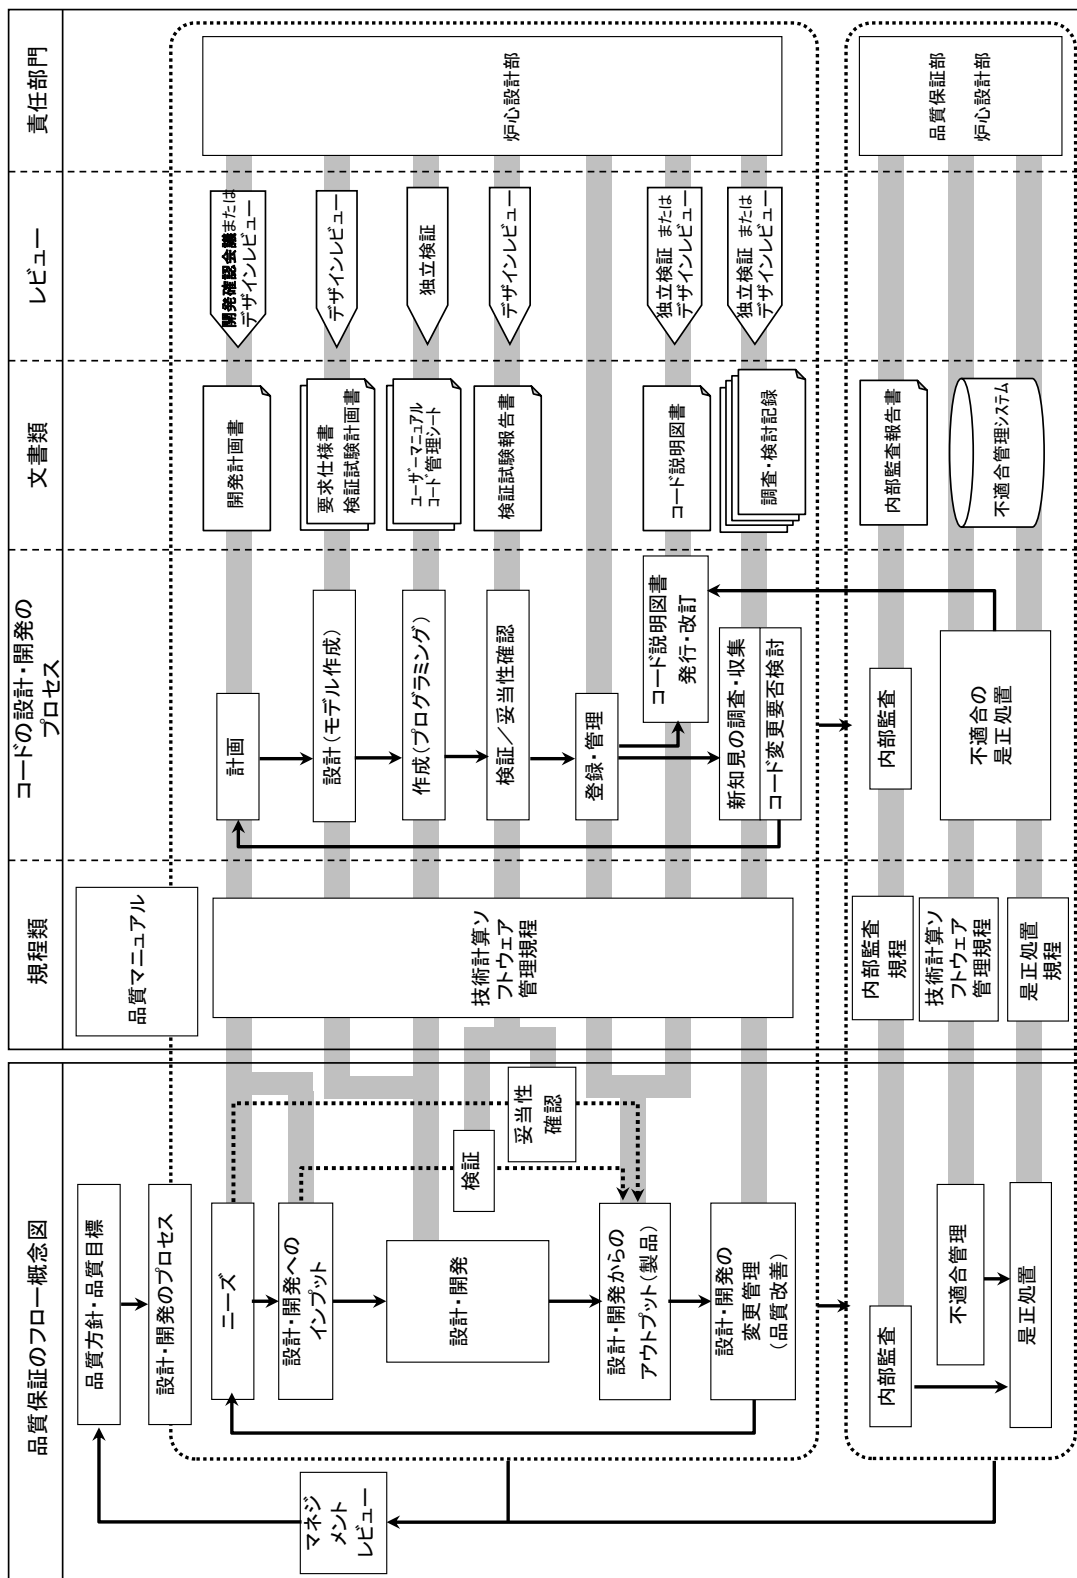 品質保証のフロー概念図
規程類
コードの設計・開発の
プロセス
文書類
レビュー
責任部門
マネジ
メント
レビュー
品質方針・品質目標
設計・開発のプロセス
ニーズ
設計・開発への
インプット
設計・開発
検証
妥当性
確認
設計・開発からの
アウトプット(製品)
設計・開発の
変更管理
(品質改善)
内部監査
不適合管理
是正処置
品質マニュアル
技術計算ソ
フトウェア
管理規程
内部監査
規程
技術計算ソ
フトウェア
管理規程
是正処置
規程
計画
設計(モデル作成)
作成(プログラミング)
検証/妥当性確認
登録・管理
コード説明図書
発行・改訂
新知見の調査・収集
コード変更要否検討
内部監査
不適合の
是正処置
開発計画書
要求仕様書
検証試験計画書
ユーザーマニュアル
コード管理シート
検証試験報告書
コード説明図書
調査・検討記録
内部監査報告書
不適合管理システム
開発確認会議または
デザインレビュー
デザインレビュー
独立検証
デザインレビュー
独立検証 または
デザインレビュー
独立検証 または
デザインレビュー
炉心設計部
品質保証部
炉心設計部